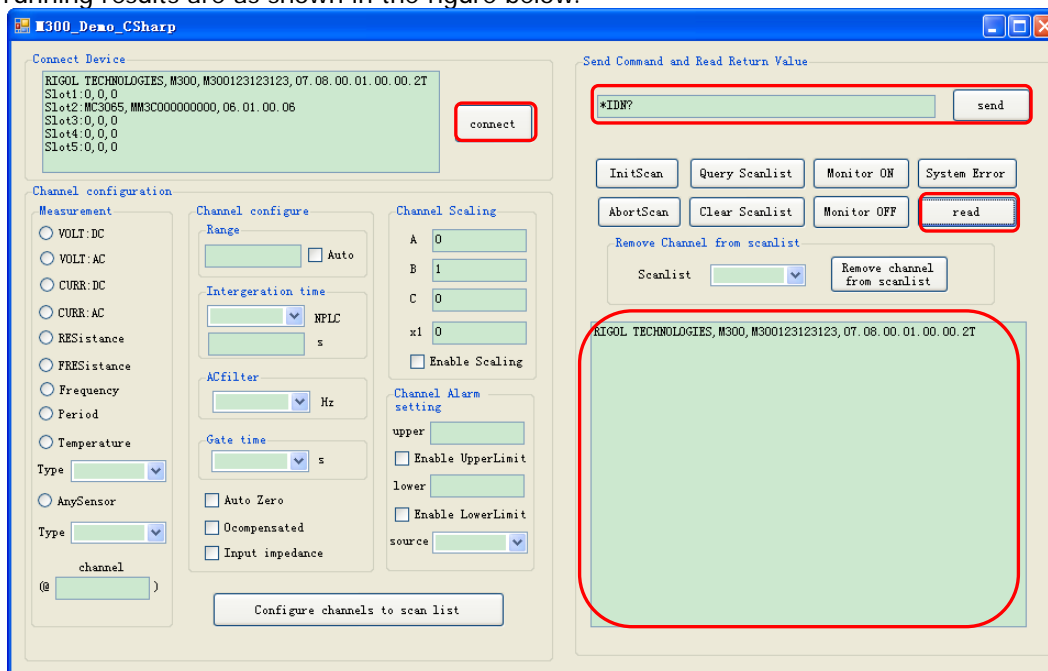 running results are as shown in the figure below.
M300_Demo_CSharp
Connect Device
RIGOL TECHNOLOGIES,M300,M300123123123,07.08.00.01.00.00.2T
Slot1:0,0,0
Slot2:MC3065,MM3C000000000,06.01.00.06
Slot3:0,0,0
Slot4:0,0,0
Slot5:0,0,0
connect
Channel configuration
Measurement
VOLT:DC
VOLT:AC
CURR:DC
CURR:AC
RESistance
FRESistance
Frequency
Period
Temperature
Type
AnySensor
Type
channel
(@ )
Channel configure
Range
Auto
Intergeration time
NPLC
s
ACfilter
Hz
Gate time
s
Auto Zero
Ocompensated
Input impedance
Channel Scaling
A 0
B 1
C 0
x1 0
Enable Scaling
Channel Alarm
setting
upper
Enable UpperLimit
lower
Enable LowerLimit
source
Configure channels to scan list
Send Command and Read Return Value
*IDN? send
InitScan Query Scanlist Monitor ON System Error
AbortScan Clear Scanlist Monitor OFF read
Remove Channel from scanlist
Scanlist
Remove channel
from scanlist
RIGOL TECHNOLOGIES,M300,M300123123123,07.08.00.01.00.00.2T